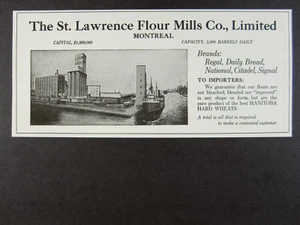 The St. Lawrence Flour Mills Co., Limited
MONTREAL
CAPITAL, $1,800,000
CAPACITY, 3,000 BARRELS DAILY
Brands:
Regal, Daily Bread,
National, Citadel, Signal
TO IMPORTERS:
We guarantee that our flours are
not bleached, blended nor "improved"
in any shape or form, but are the
pure product of the best MANITOBA
HARD WHEATS.
A trial is all that is required
to make a contented customer